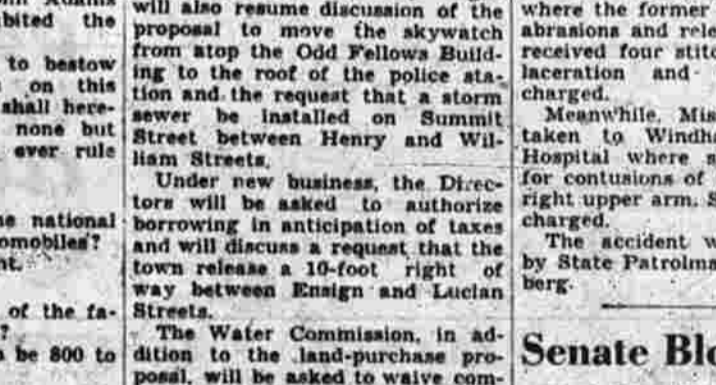 bited the
to bestow
on this
shall here-
none but
ever rule
national
omobiles?
nt.
of the fa-
?
be 800 to
will also resume discussion of the
proposal to move the skywatch
from atop the Odd Fellows Build-
ing to the roof of the police sta-
tion and the request that a storm
sewer be installed on Summit
Street between Henry and Wil-
liam Streets.
Under new business, the Direc-
tors will be asked to authorize
borrowing in anticipation of taxes
and will discuss a request that the
town release a 10-foot right of
way between Ensign and Lucian
Streets.
The Water Commission, in ad-
dition to the land-purchase pro-
posal, will be asked to waive com-
where the former
abrasions and rele
received four stitc
laceration and
charged.
Meanwhile, Mis
taken to Windha
Hospital where s
for contusions of
right upper arm. S
charged.
The accident w
by State Patrolma
berg.
Senate Blo